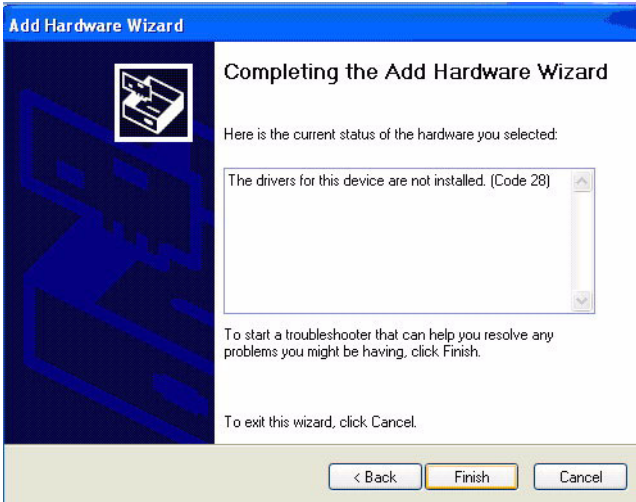 Add Hardware Wizard
Completing the Add Hardware Wizard
Here is the current status of the hardware you selected:
The drivers for this device are not installed. (Code 28)
To start a troubleshooter that can help you resolve any
problems you might be having, click Finish.
To exit this wizard, click Cancel.
< Back
Finish
Cancel